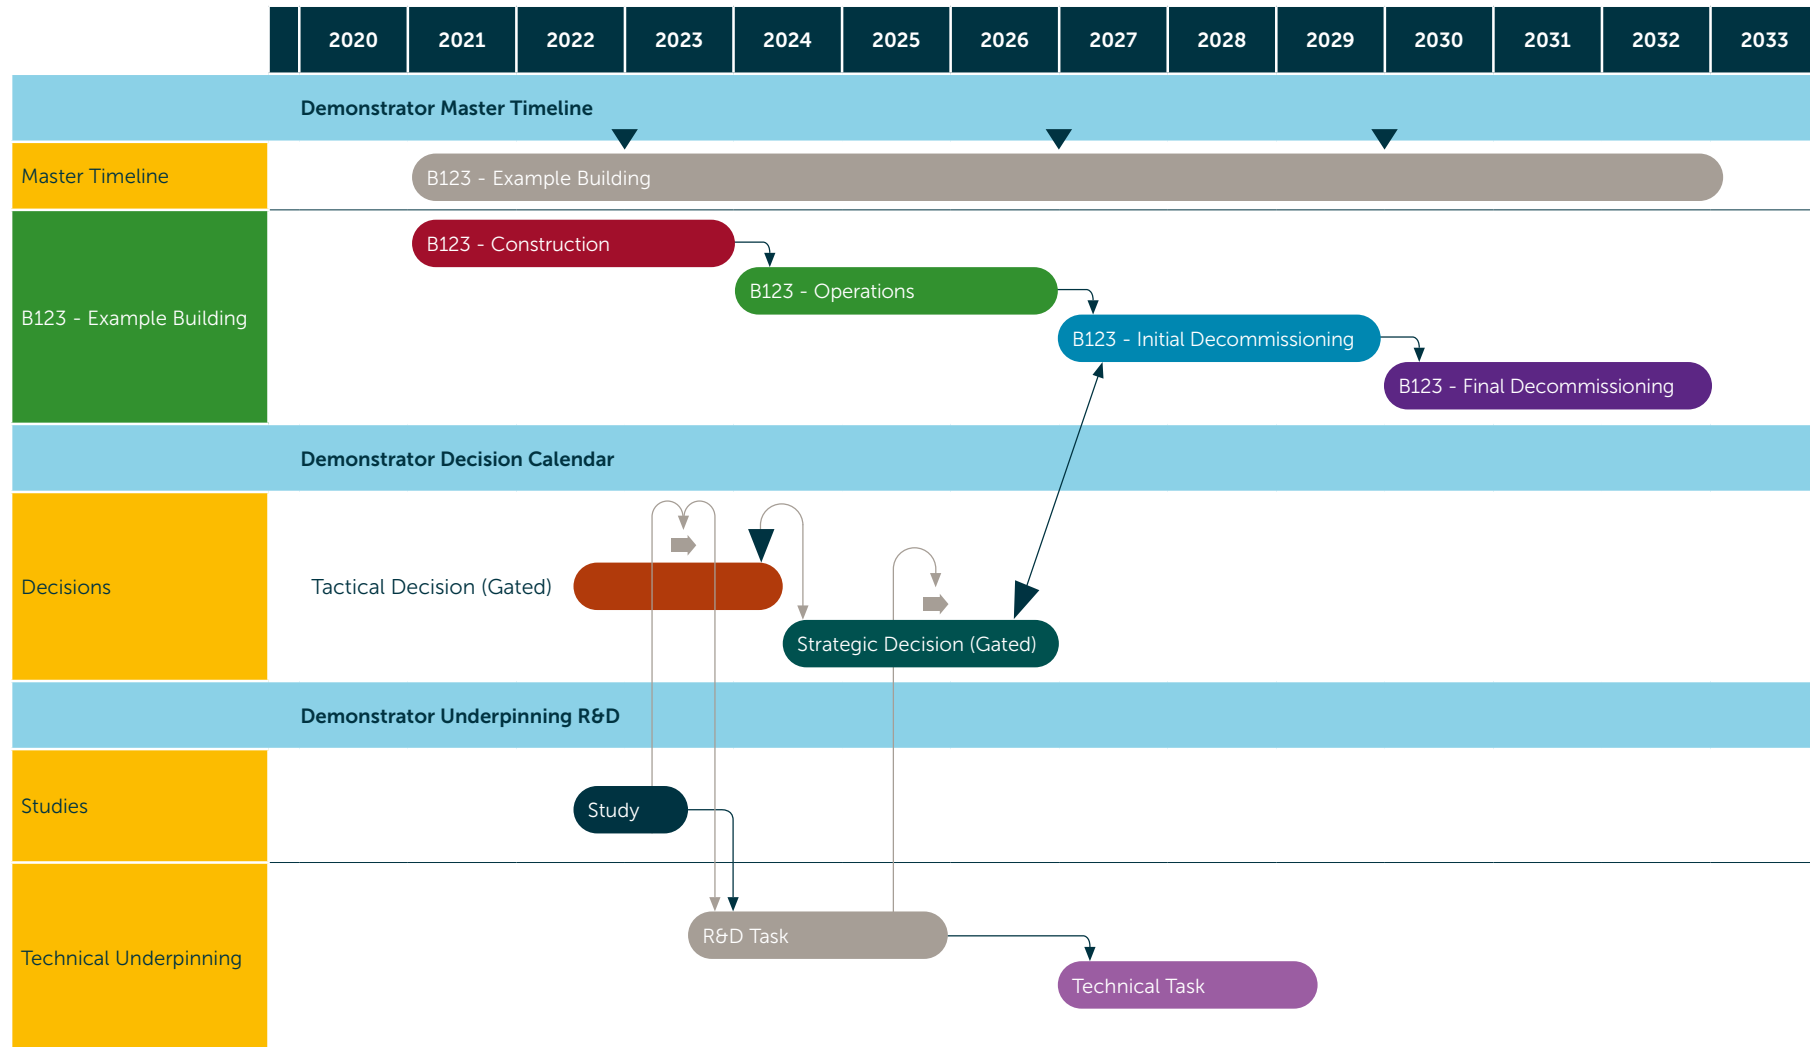 2020 2021 2022 2023 2024 2025 2026 2027 2028 2029 2030 2031 2032 2033
Demonstrator Master Timeline
Master Timeline
B123 - Example Building
B123 - Example Building
B123 - Construction
B123 - Operations
B123 - Initial Decommissioning
B123 - Final Decommissioning
Demonstrator Decision Calendar
Decisions
Tactical Decision (Gated)
Strategic Decision (Gated)
Demonstrator Underpinning R&D
Studies
Study
Technical Underpinning
R&D Task
Technical Task